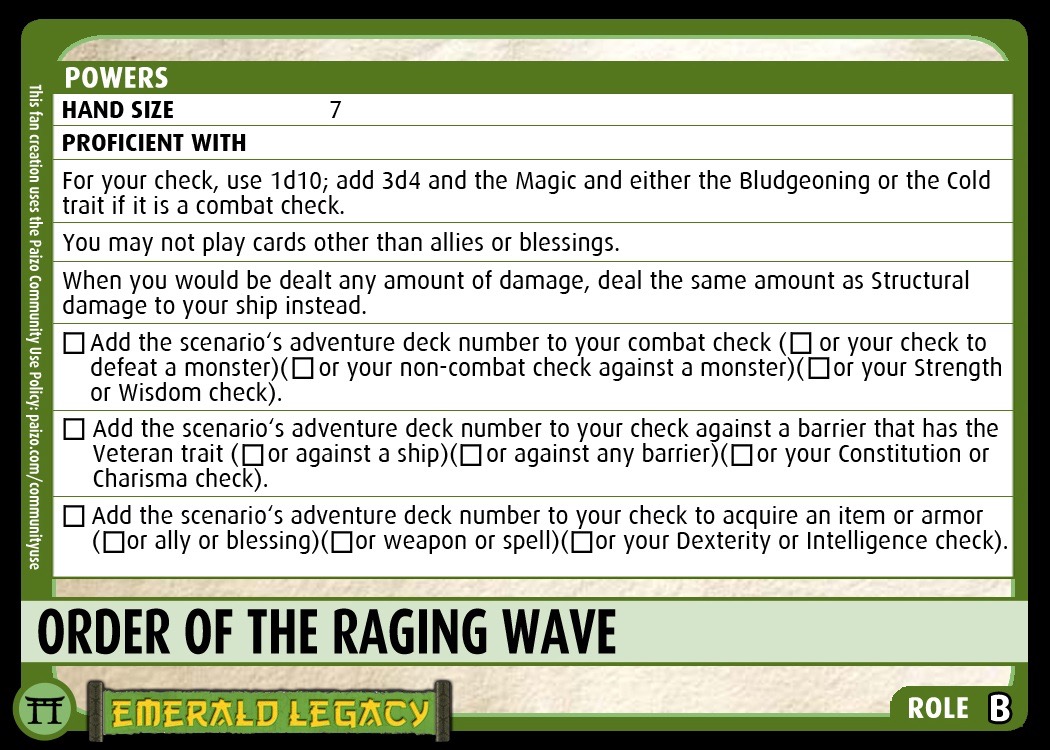 POWERS
HAND SIZE 7
PROFICIENT WITH
For your check, use 1d10; add 3d4 and the Magic and either the Bludgeoning or the Cold
trait if it is a combat check.
You may not play cards other than allies or blessings.
When you would be dealt any amount of damage, deal the same amount as Structural
damage to your ship instead.
☐ Add the scenario‘s adventure deck number to your combat check (☐ or your check to
defeat a monster)(☐ or your non-combat check against a monster)(☐ or your Strength
or Wisdom check).
☐ Add the scenario‘s adventure deck number to your check against a barrier that has the
Veteran trait (☐ or against a ship)(☐ or against any barrier)(☐ or your Constitution or
Charisma check).
☐ Add the scenario‘s adventure deck number to your check to acquire an item or armor
(☐ or ally or blessing)(☐ or weapon or spell)(☐ or your Dexterity or Intelligence check).
ORDER OF THE RAGING WAVE
EMERALD LEGACY
ROLE B
This fan creation uses the Paizo Community Use Policy: paizo.com/communityuse